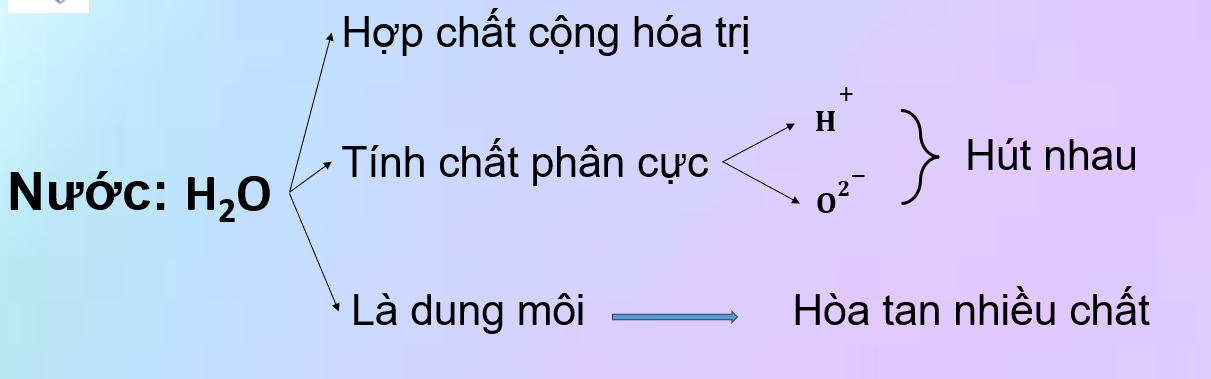 Hợp chất cộng hóa trị
H⁺
Tính chất phân cực
Hút nhau
Nước: H₂O
O²⁻
Là dung môi
Hòa tan nhiều chất